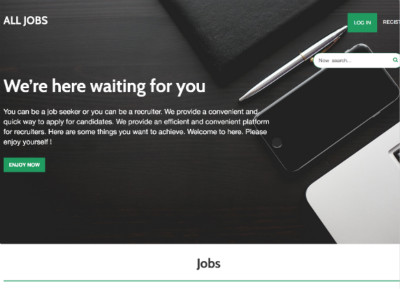 ALL JOBS
LOG IN
REGIST
Now search...
We're here waiting for you
You can be a job seeker or you can be a recruiter. We provide a convenient and
quick way to apply for candidates. We provide an efficient and convenient platform
for recruiters. Here are some things you want to achieve. Welcome to here. Please
enjoy yourself !
ENJOY NOW
Jobs